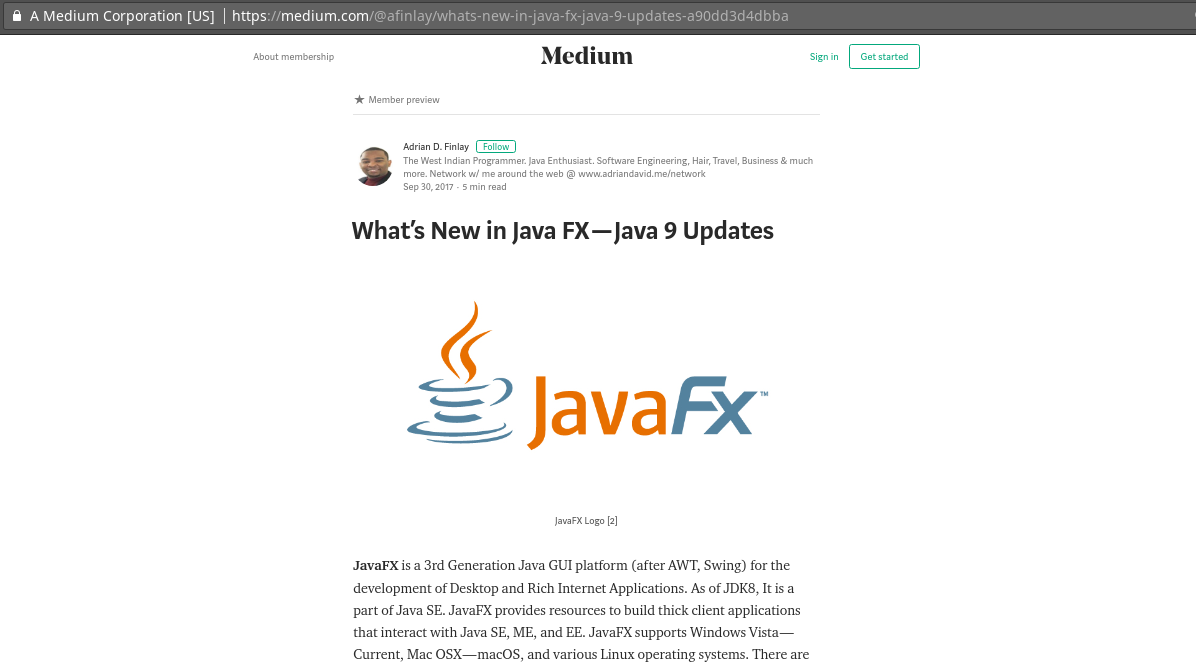 A Medium Corporation [US] https://medium.com/@afinlay/whats-new-in-java-fx-java-9-updates-a90dd3d4dbba
About membership Medium Sign in Get started
★ Member preview
Adrian D. Finlay Follow
The West Indian Programmer. Java Enthusiast. Software Engineering, Hair, Travel, Business & much
more. Network w/ me around the web @ www.adriandavid.me/network
Sep 30, 2017 · 5 min read
What’s New in Java FX—Java 9 Updates
JavaFx™
JavaFX Logo [2]
JavaFX is a 3rd Generation Java GUI platform (after AWT, Swing) for the
development of Desktop and Rich Internet Applications. As of JDK8, It is a
part of Java SE. JavaFX provides resources to build thick client applications
that interact with Java SE, ME, and EE. JavaFX supports Windows Vista—
Current, Mac OSX—macOS, and various Linux operating systems. There are